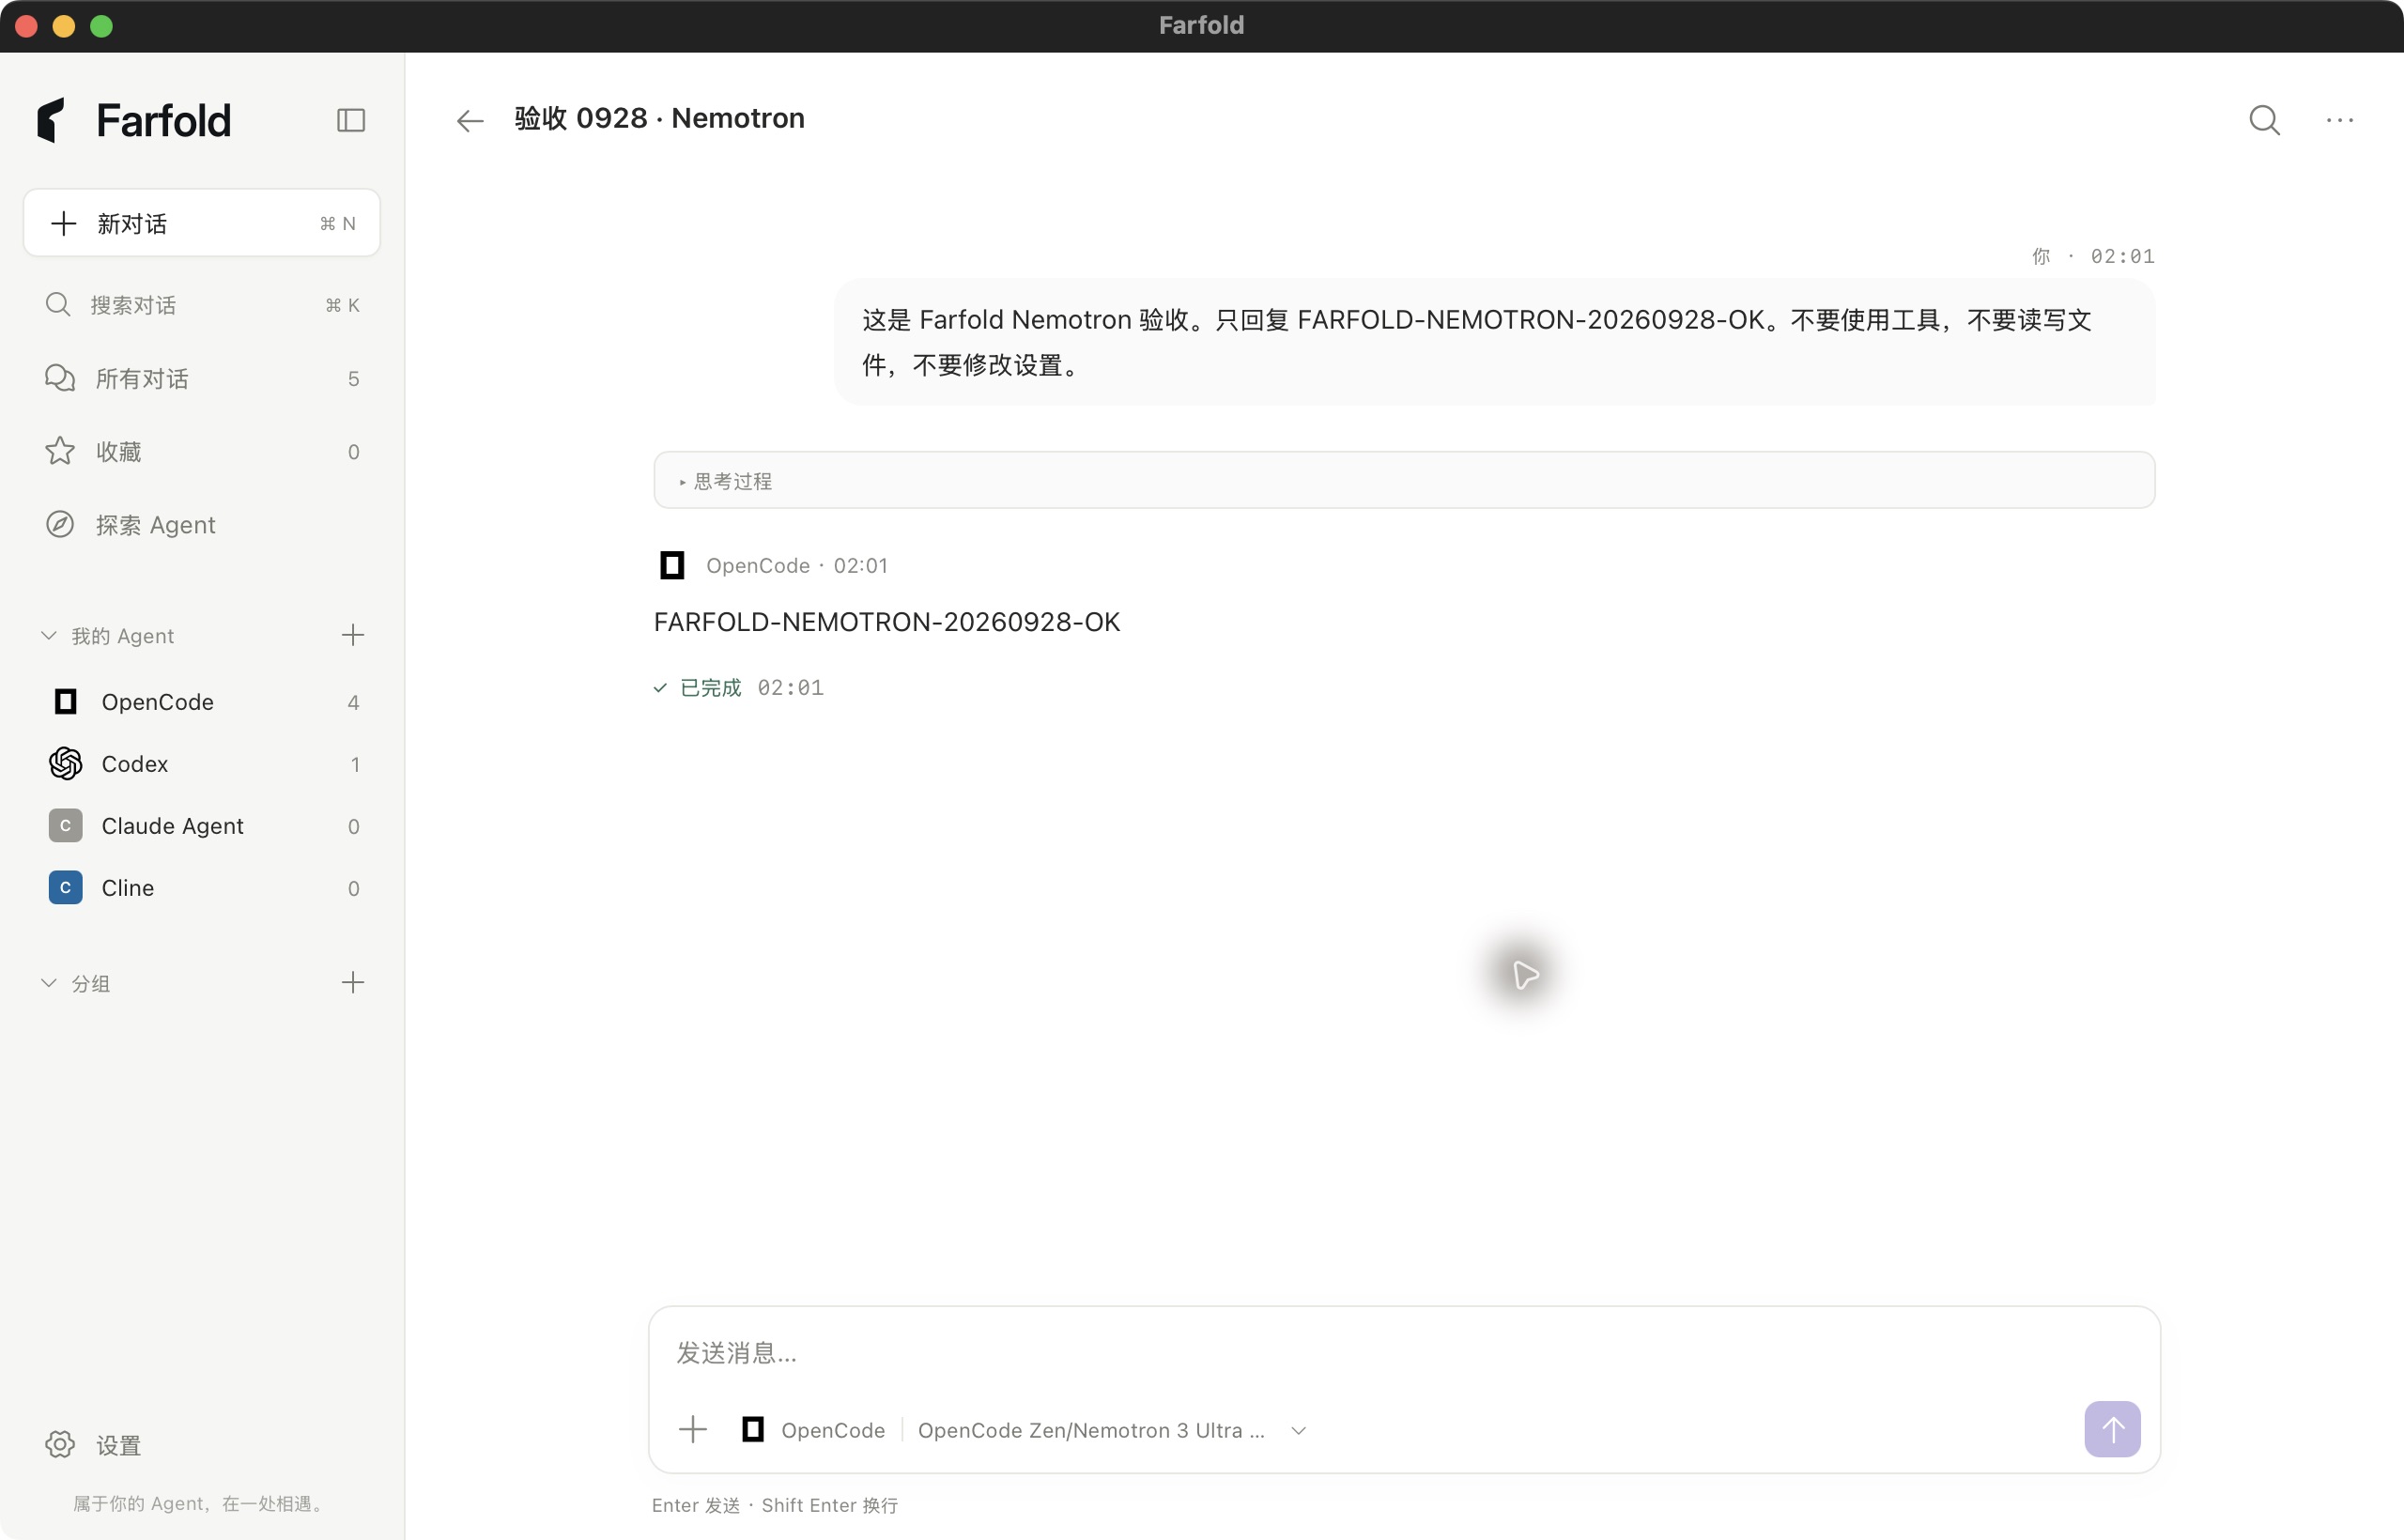 Farfold
Farfold
新对话 ⌘ N
搜索对话 ⌘ K
所有对话 5
收藏 0
探索 Agent
我的 Agent
OpenCode 4
Codex 1
C Claude Agent 0
C Cline 0
分组
设置
属于你的 Agent，在一处相遇。
验收 0928 · Nemotron
你 · 02:01
这是 Farfold Nemotron 验收。只回复 FARFOLD-NEMOTRON-20260928-OK。不要使用工具，不要读写文
件，不要修改设置。
思考过程
OpenCode · 02:01
FARFOLD-NEMOTRON-20260928-OK
已完成 02:01
发送消息...
OpenCode OpenCode Zen/Nemotron 3 Ultra ...
Enter 发送 · Shift Enter 换行